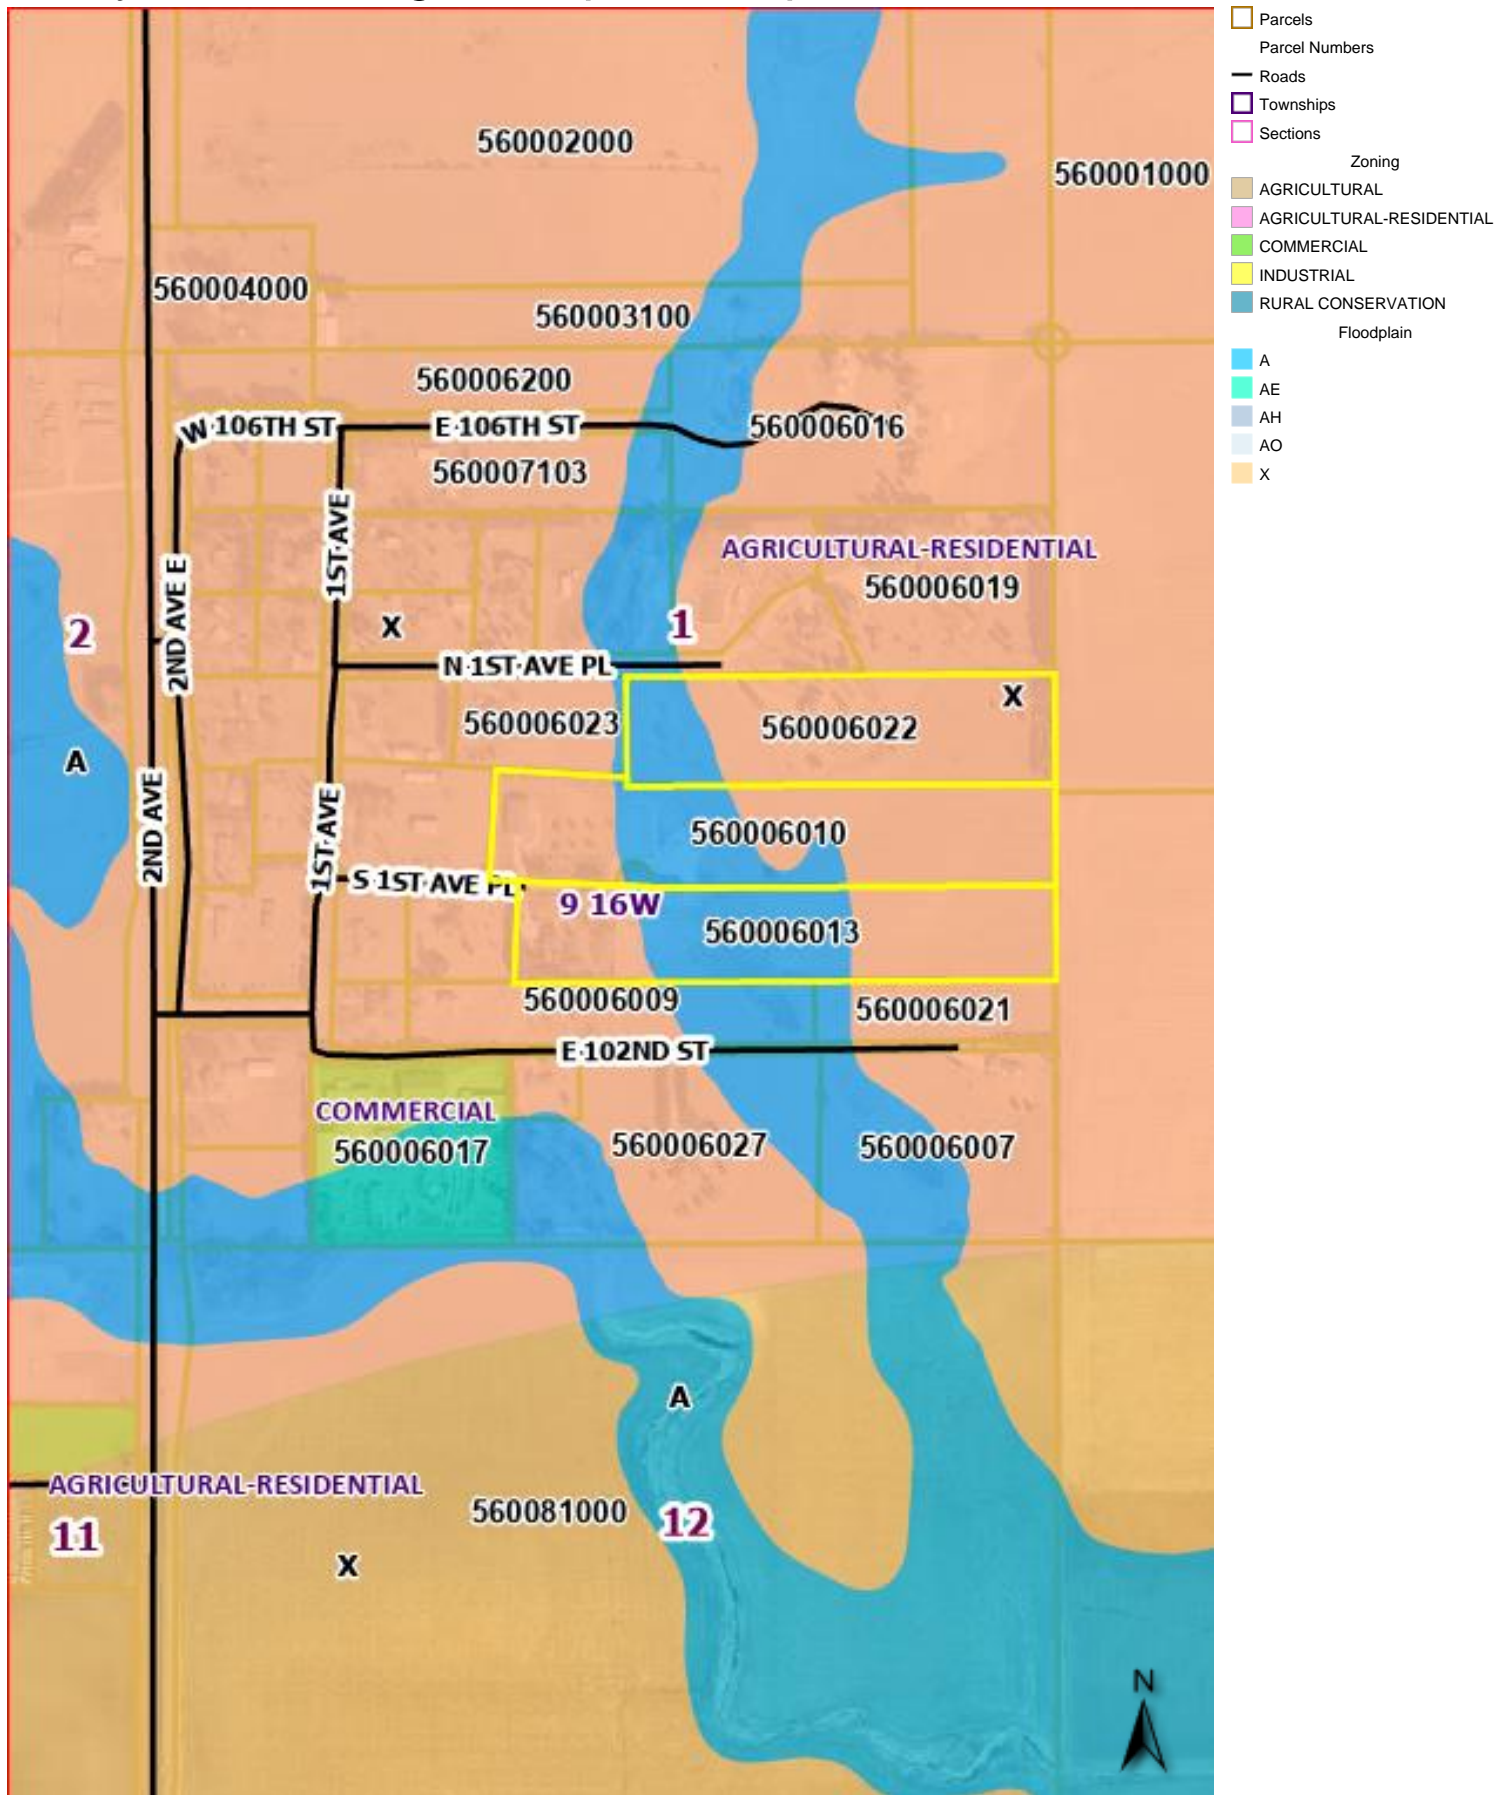 560002000
560001000
560004000
560003100
560006200
W 106TH ST
E 106TH ST
560006016
560007103
1ST AVE
AGRICULTURAL-RESIDENTIAL
560006019
2ND AVE E
X
2
1
N 1ST AVE PL
X
560006023
560006022
A
2ND AVE
1ST AVE
560006010
S 1ST AVE PL
9 16W
560006013
560006009
560006021
E 102ND ST
COMMERCIAL
560006017
560006027
560006007
A
AGRICULTURAL-RESIDENTIAL
560081000
12
11
X
N
Parcels
Parcel Numbers
Roads
Townships
Sections
Zoning
AGRICULTURAL
AGRICULTURAL-RESIDENTIAL
COMMERCIAL
INDUSTRIAL
RURAL CONSERVATION
Floodplain
A
AE
AH
AO
X